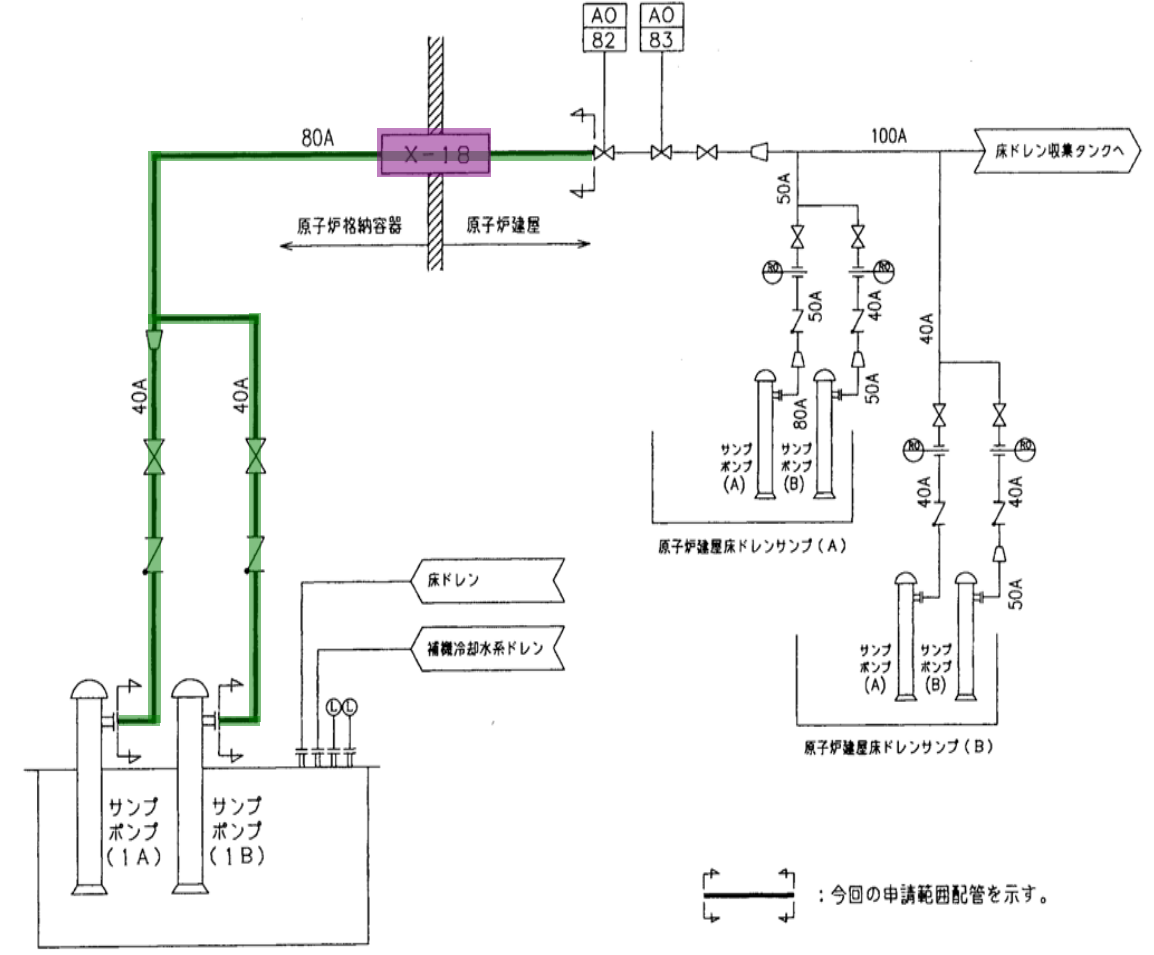 AO
82
AO
83
80A
X-18
100A
床ドレン収集タンクへ
原子炉格納容器
原子炉建屋
50A
RO
RO
50A
40A
40A
40A
40A
80A
50A
サンプ
ポンプ
(A)
サンプ
ポンプ
(B)
原子炉建屋床ドレンサンプ(A)
RO
RO
40A
40A
50A
床ドレン
補機冷却水系ドレン
L
L
サンプ
ポンプ
(A)
サンプ
ポンプ
(B)
原子炉建屋床ドレンサンプ(B)
サンプ
ポンプ
(1A)
サンプ
ポンプ
(1B)
:今回の申請範囲配管を示す。